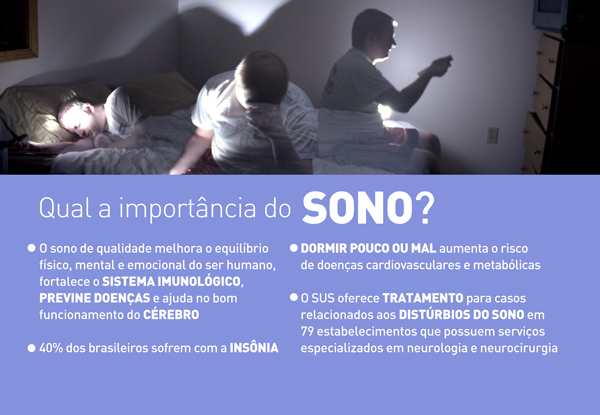 Qual a importância do SONO?
O sono de qualidade melhora o equilíbrio
físico, mental e emocional do ser humano,
fortalece o SISTEMA IMUNOLÓGICO,
PREVINE DOENÇAS e ajuda no bom
funcionamento do CÉREBRO
40% dos brasileiros sofrem com a INSÔNIA
DORMIR POUCO OU MAL aumenta o risco
de doenças cardiovasculares e metabólicas
O SUS oferece TRATAMENTO para casos
relacionados aos DISTÚRBIOS DO SONO em
79 estabelecimentos que possuem serviços
especializados em neurologia e neurocirurgia